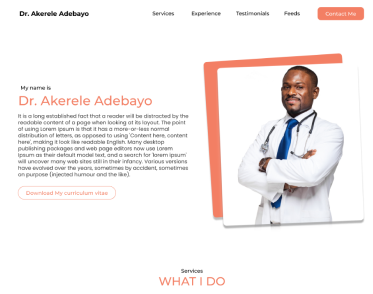 Dr. Akerele Adebayo
Services
Experience
Testimonials
Feeds
Contact Me
My name is
Dr. Akerele Adebayo
It is a long established fact that a reader will be distracted by the
readable content of a page when looking at its layout. The point
of using Lorem Ipsum is that it has a more-or-less normal
distribution of letters, as opposed to using 'Content here, content
here', making it look like readable English. Many desktop
publishing packages and web page editors now use Lorem
Ipsum as their default model text, and a search for 'lorem ipsum'
will uncover many web sites still in their infancy. Various versions
have evolved over the years, sometimes by accident, sometimes
on purpose (injected humour and the like).
Download My curriculum vitae
Services
WHAT I DO